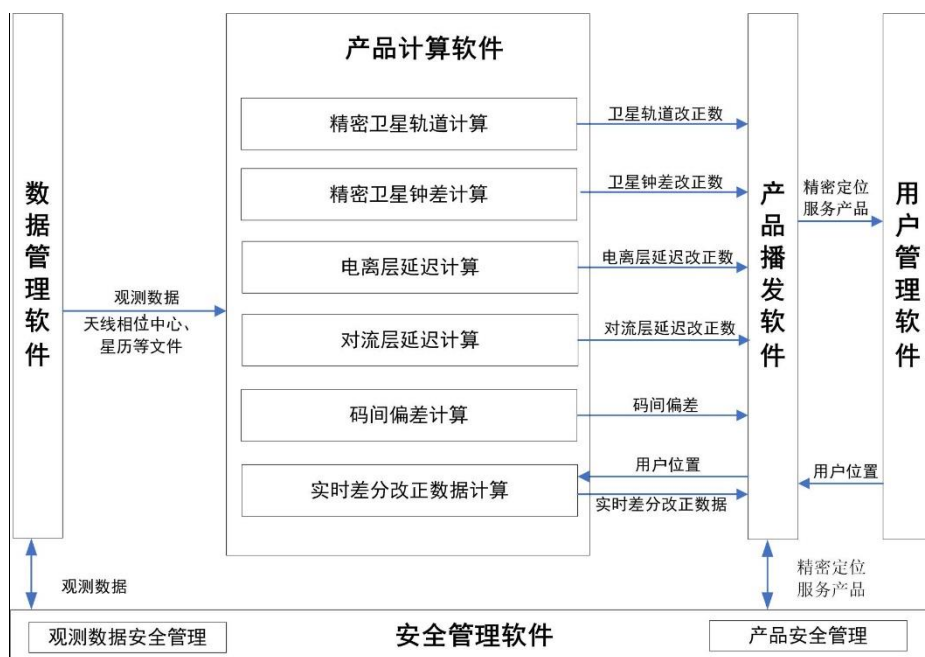 数据管理软件
观测数据
天线相位中心、
星历等文件
产品计算软件
精密卫星轨道计算
精密卫星钟差计算
电离层延迟计算
对流层延迟计算
码间偏差计算
实时差分改正数据计算
卫星轨道改正数
卫星钟差改正数
电离层延迟改正数
对流层延迟改正数
码间偏差
用户位置
实时差分改正数据
产品播发软件
精密定位
服务产品
用户位置
用户管理软件
观测数据
精密定位
服务产品
观测数据安全管理
安全管理软件
产品安全管理